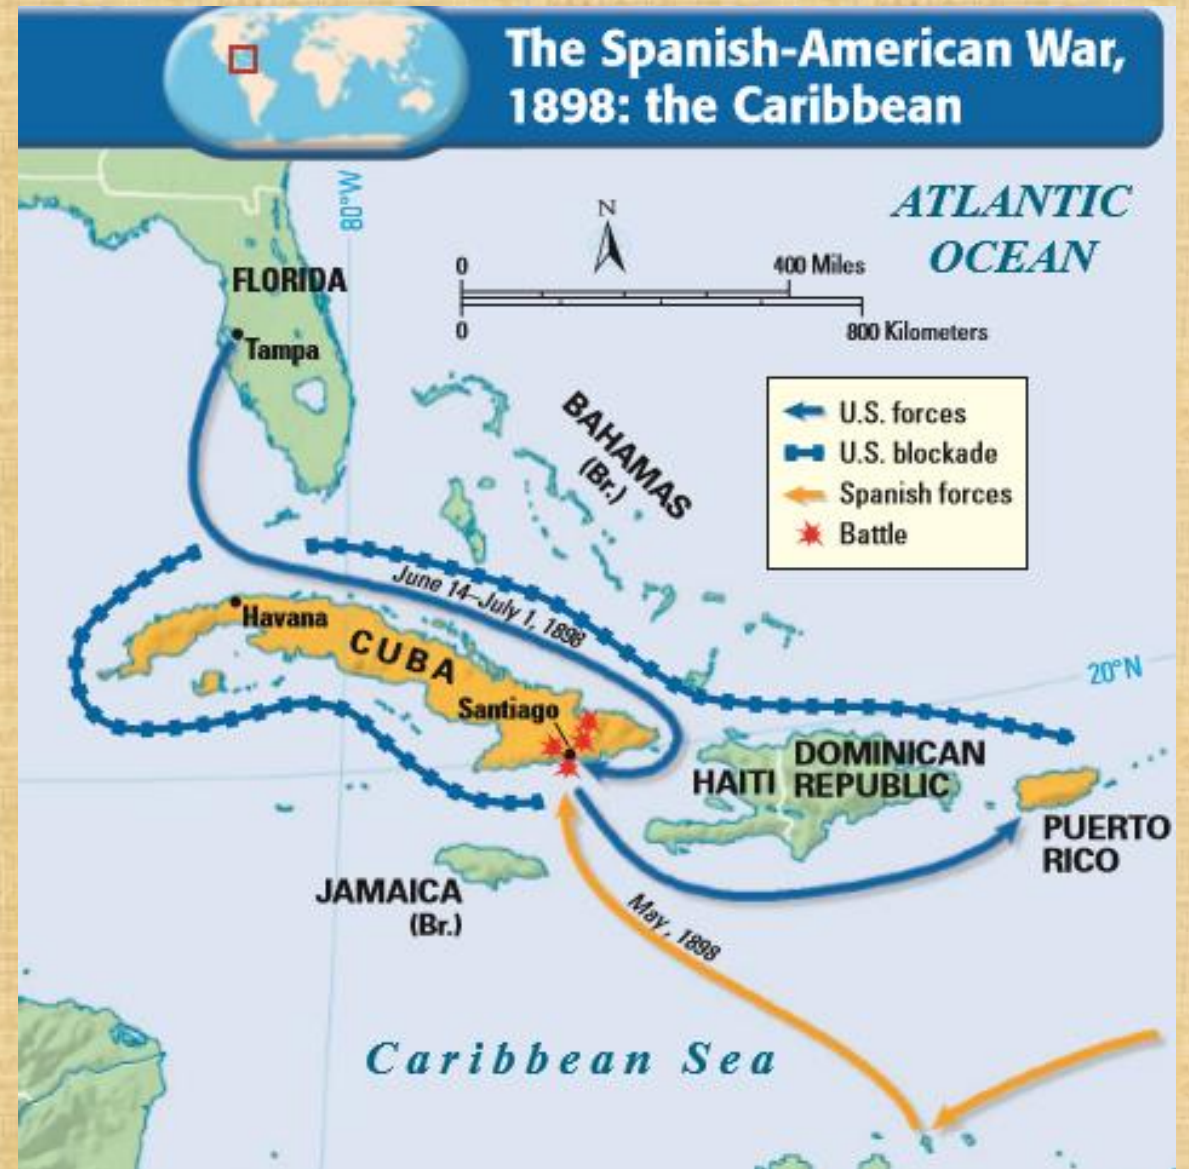 The Spanish-American War,
1898: the Caribbean
80°W
ATLANTIC
OCEAN
N
0
400 Miles
0
800 Kilometers
FLORIDA
Tampa
U.S. forces
U.S. blockade
Spanish forces
Battle
BAHAMAS
(Br.)
June 14–July 1, 1898
Havana
CUBA
Santiago
20°N
HAITI
DOMINICAN
REPUBLIC
PUERTO
RICO
JAMAICA
(Br.)
May, 1898
Caribbean Sea